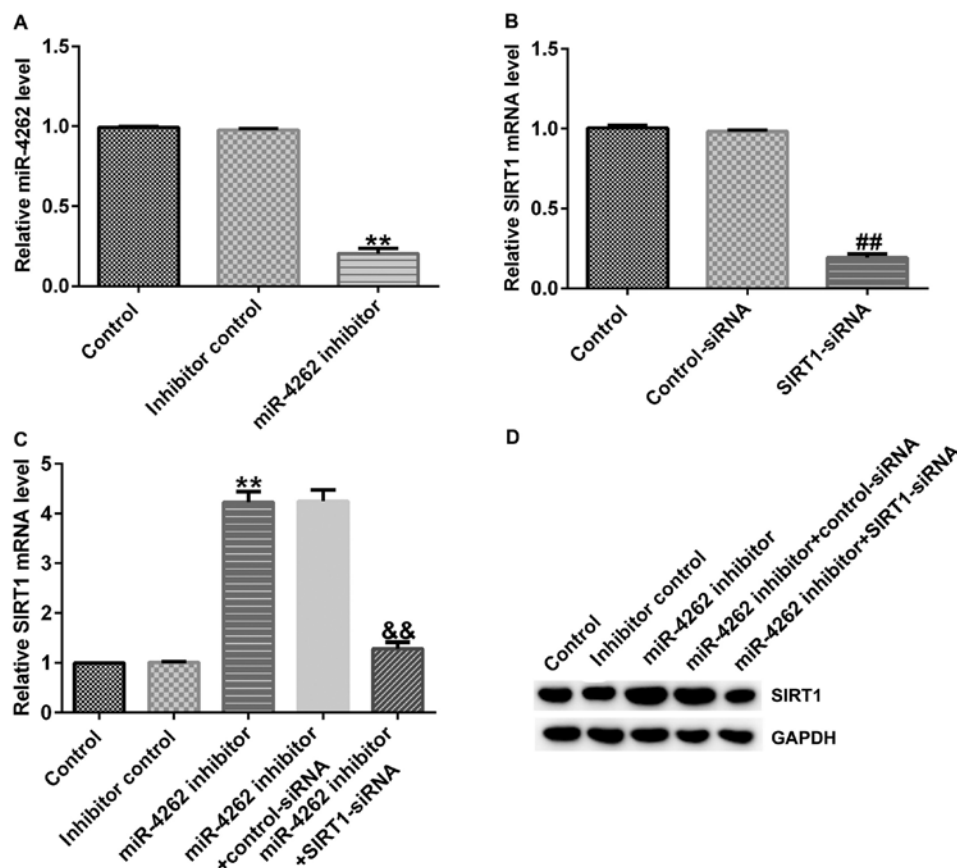 A
Relative miR-4262 level
1.5
1.0
0.5
0.0
**
Control
Inhibitor control
miR-4262 inhibitor
B
Relative SIRT1 mRNA level
1.5
1.0
0.5
0.0
##
Control
Control-siRNA
SIRT1-siRNA
C
Relative SIRT1 mRNA level
5
4
3
2
1
0
**
&&
Control
Inhibitor control
miR-4262 inhibitor
miR-4262 inhibitor
+control-siRNA
miR-4262 inhibitor
+SIRT1-siRNA
D
Control
Inhibitor control
miR-4262 inhibitor
miR-4262 inhibitor+control-siRNA
miR-4262 inhibitor+SIRT1-siRNA
SIRT1
GAPDH